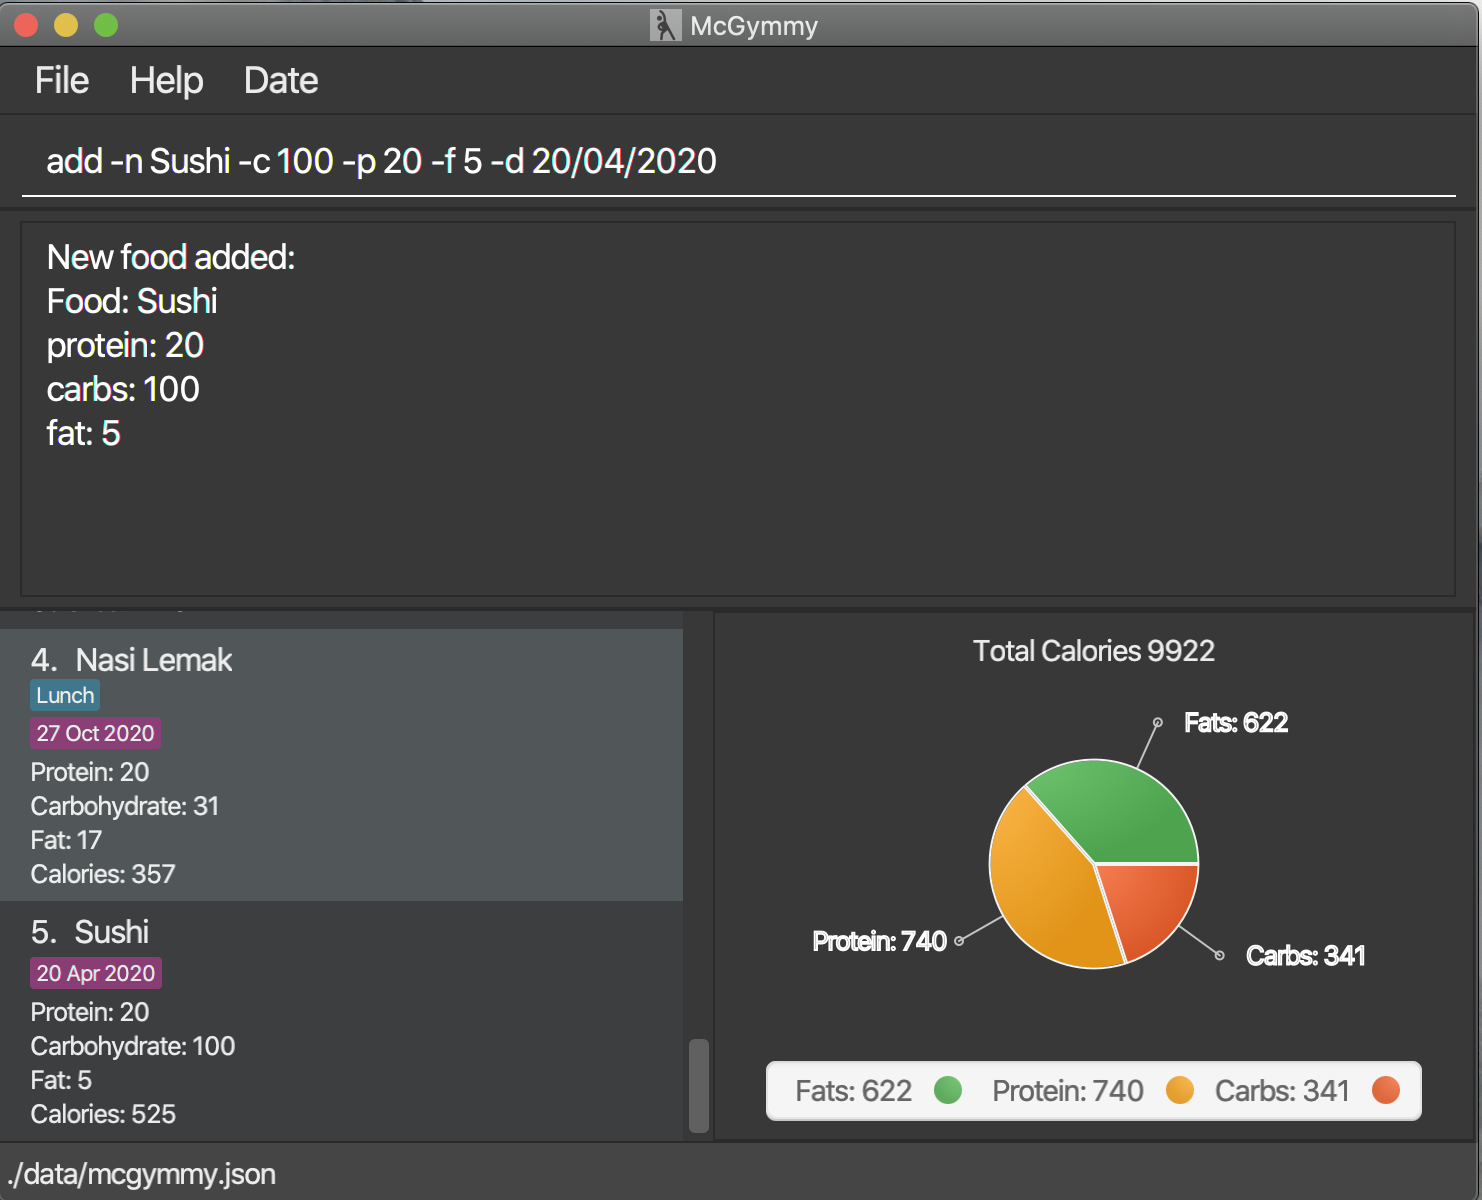 McGymmy
File Help Date
add -n Sushi -c 100 -p 20 -f 5 -d 20/04/2020
New food added:
Food: Sushi
protein: 20
carbs: 100
fat: 5
4. Nasi Lemak
Lunch
27 Oct 2020
Protein: 20
Carbohydrate: 31
Fat: 17
Calories: 357
5. Sushi
20 Apr 2020
Protein: 20
Carbohydrate: 100
Fat: 5
Calories: 525
Total Calories 9922
Fats: 622
Protein: 740
Carbs: 341
Fats: 622 Protein: 740 Carbs: 341
./data/mcgymmy.json